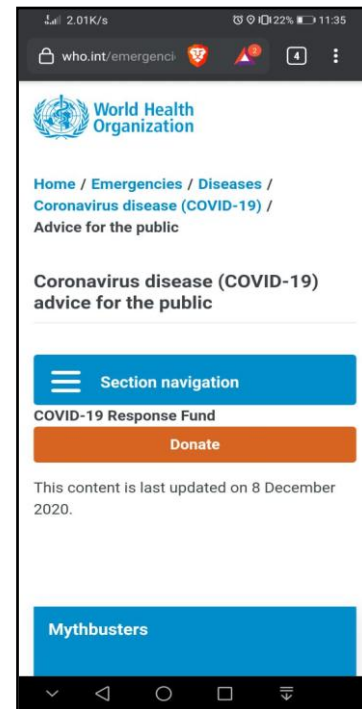 2.01K/s 22% 11:35
who.int/emergenci 4
World Health
Organization
Home / Emergencies / Diseases /
Coronavirus disease (COVID-19) /
Advice for the public
Coronavirus disease (COVID-19)
advice for the public
Section navigation
COVID-19 Response Fund
Donate
This content is last updated on 8 December
2020.
Mythbusters